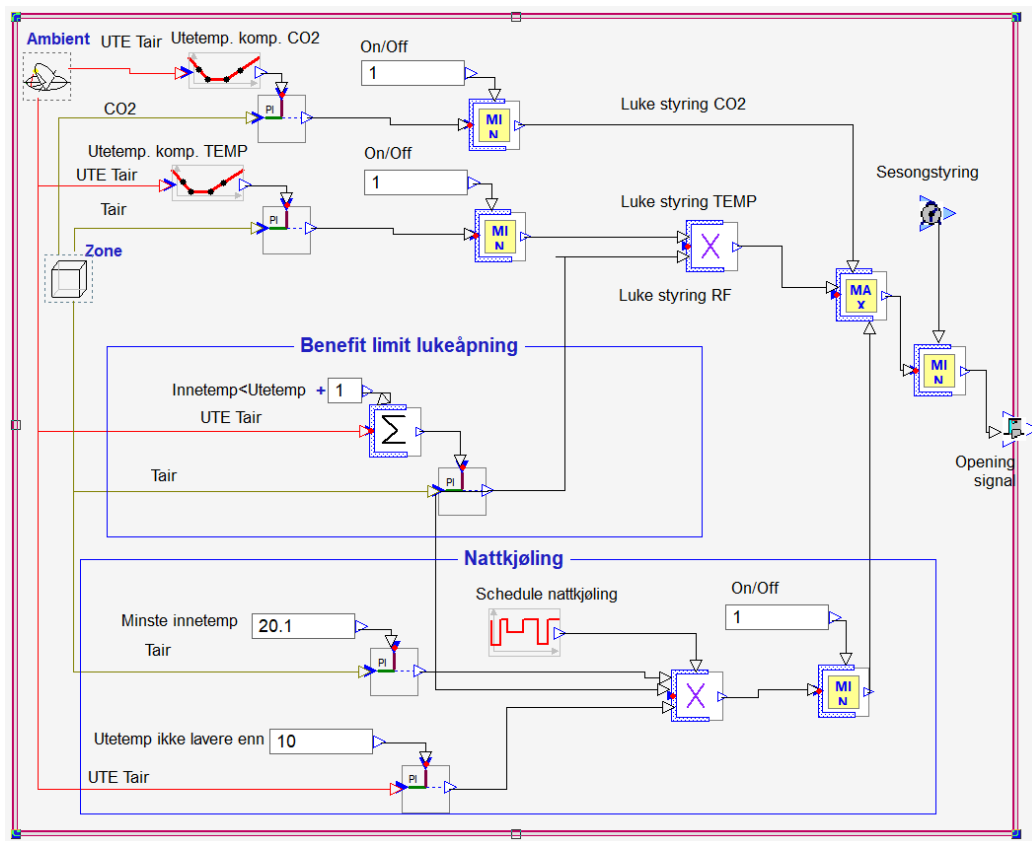 Ambient
UTE Tair
Utetemp. komp. CO2
On/Off
1
CO2
PI
MI
N
Luke styring CO2
Utetemp. komp. TEMP
On/Off
UTE Tair
1
Sesongstyring
Tair
Luke styring TEMP
PI
MI
N
X
Zone
Luke styring RF
MA
X
Benefit limit lukeåpning
MI
N
Innetemp<Utetemp + 1
UTE Tair
Σ
Opening
signal
Tair
PI
Nattkjøling
Schedule nattkjøling
On/Off
Minste innetemp 20.1
1
Tair
PI
X
MI
N
Utetemp ikke lavere enn 10
UTE Tair
PI